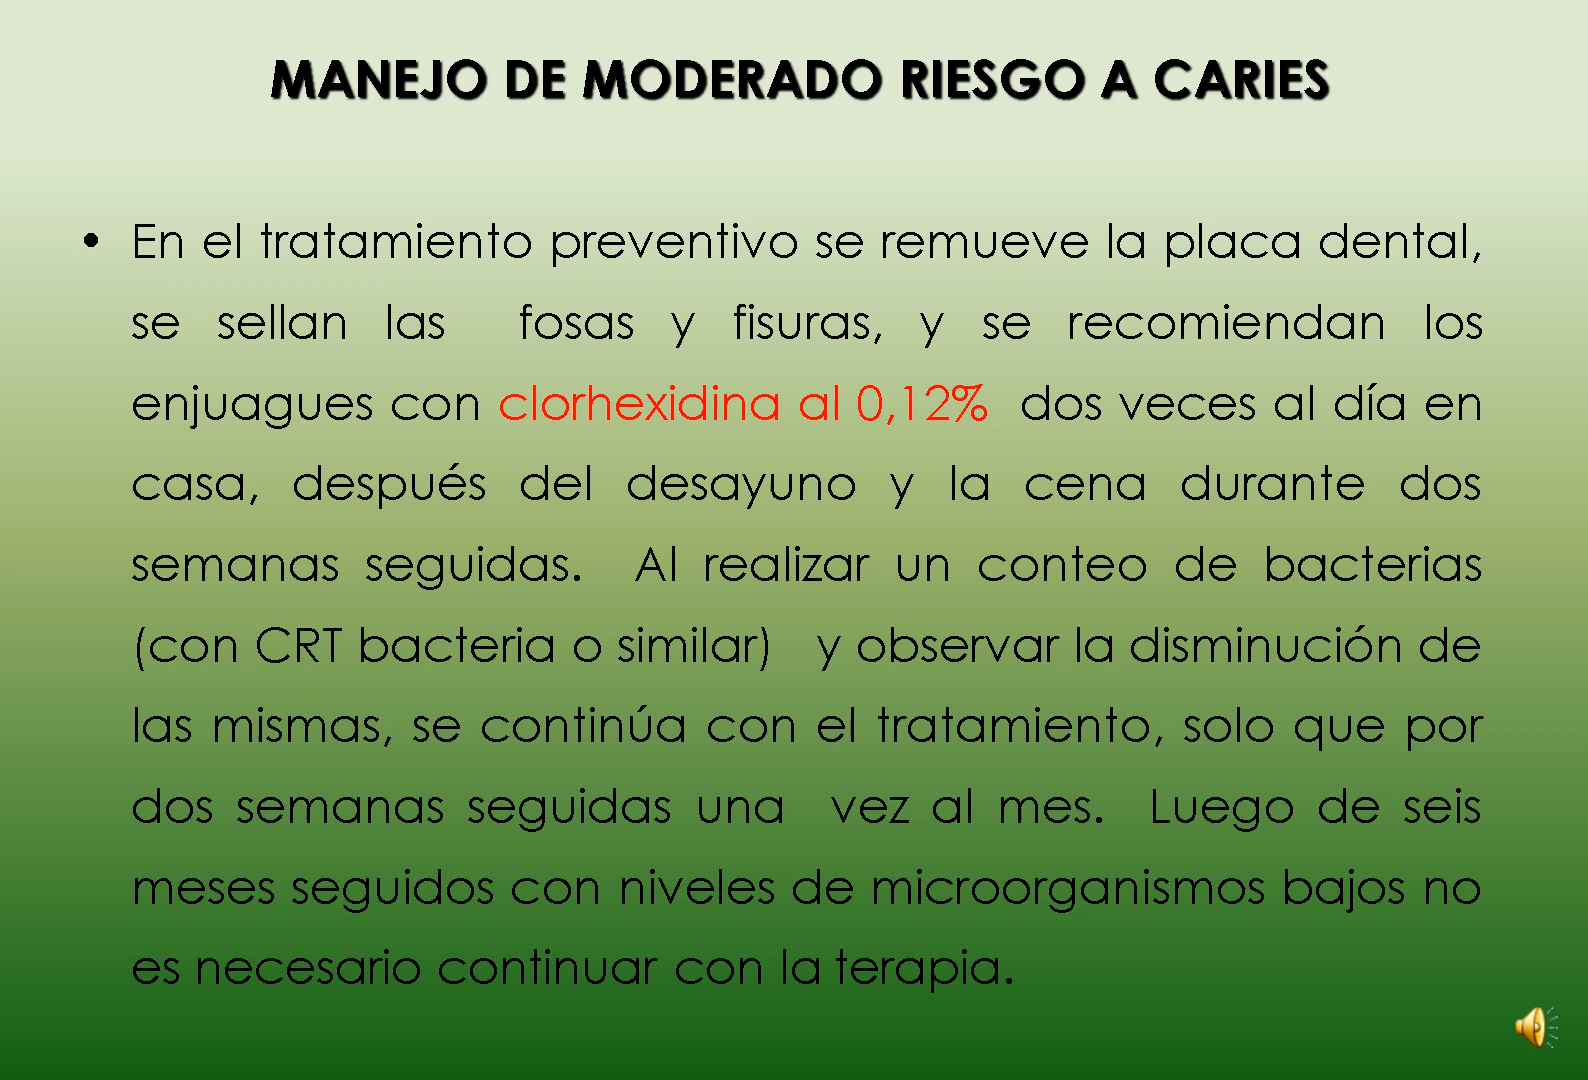 MANEJO DE MODERADO RIESGO A CARIES
• En el tratamiento preventivo se remueve la placa dental,
se sellan las fosas y fisuras, y se recomiendan los
enjuagues con clorhexidina al 0,12% dos veces al día en
casa, después del desayuno y la cena durante dos
semanas seguidas. Al realizar un conteo de bacterias
(con CRT bacteria o similar) y observar la disminución de
las mismas, se continúa con el tratamiento, solo que por
dos semanas seguidas una vez al mes. Luego de seis
meses seguidos con niveles de microorganismos bajos no
es necesario continuar con la terapia.